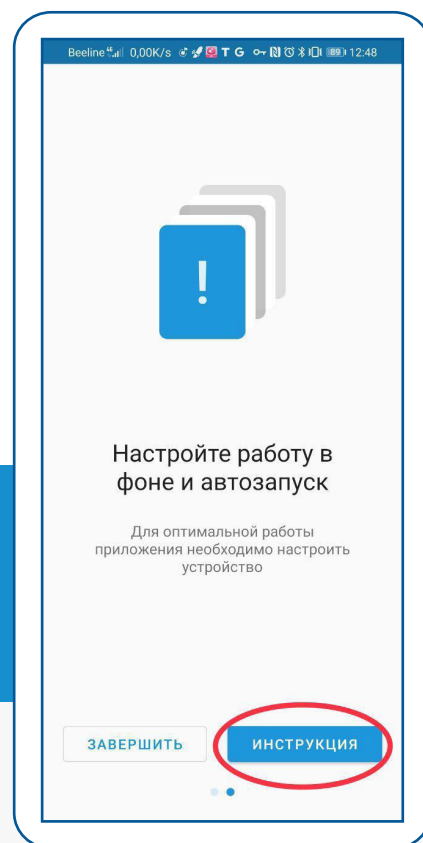 Beeline 4G 0,00K/s T G 89 12:48
!
Настройте работу в
фоне и автозапуск
Для оптимальной работы
приложения необходимо настроить
устройство
ЗАВЕРШИТЬ ИНСТРУКЦИЯ